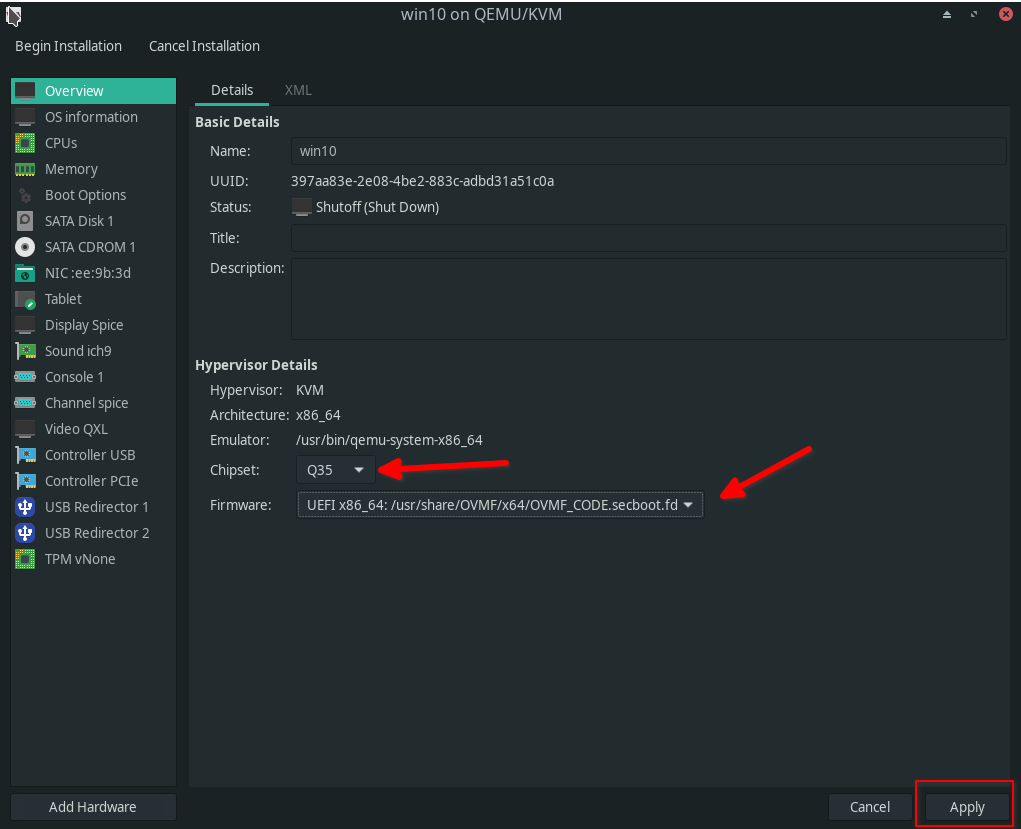 win10 on QEMU/KVM
Begin Installation Cancel Installation
Overview
OS information
CPUs
Memory
Boot Options
SATA Disk 1
SATA CDROM 1
NIC :ee:9b:3d
Tablet
Display Spice
Sound ich9
Console 1
Channel spice
Video QXL
Controller USB
Controller PCIe
USB Redirector 1
USB Redirector 2
TPM vNone
Add Hardware
Details XML
Basic Details
Name: win10
UUID: 397aa83e-2e08-4be2-883c-adbd31a51c0a
Status: Shutoff (Shut Down)
Title:
Description:
Hypervisor Details
Hypervisor: KVM
Architecture: x86_64
Emulator: /usr/bin/qemu-system-x86_64
Chipset: Q35
Firmware: UEFI x86_64: /usr/share/OVMF/x64/OVMF_CODE.secboot.fd
Cancel Apply